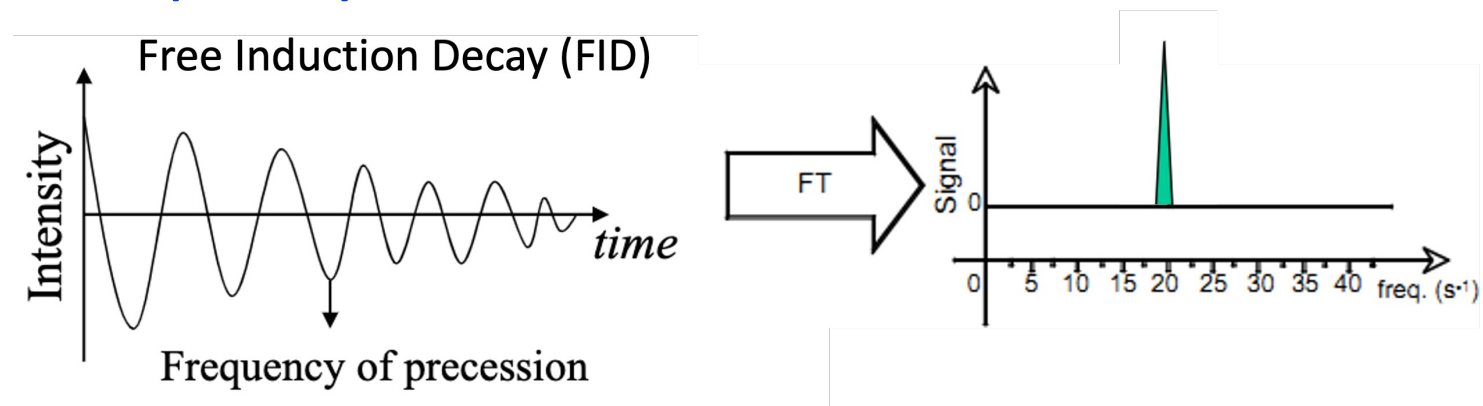 Free Induction Decay (FID)
Intensity
time
Frequency of precession
FT
Signal
0
0 5 10 15 20 25 30 35 40 freq. (s-1)